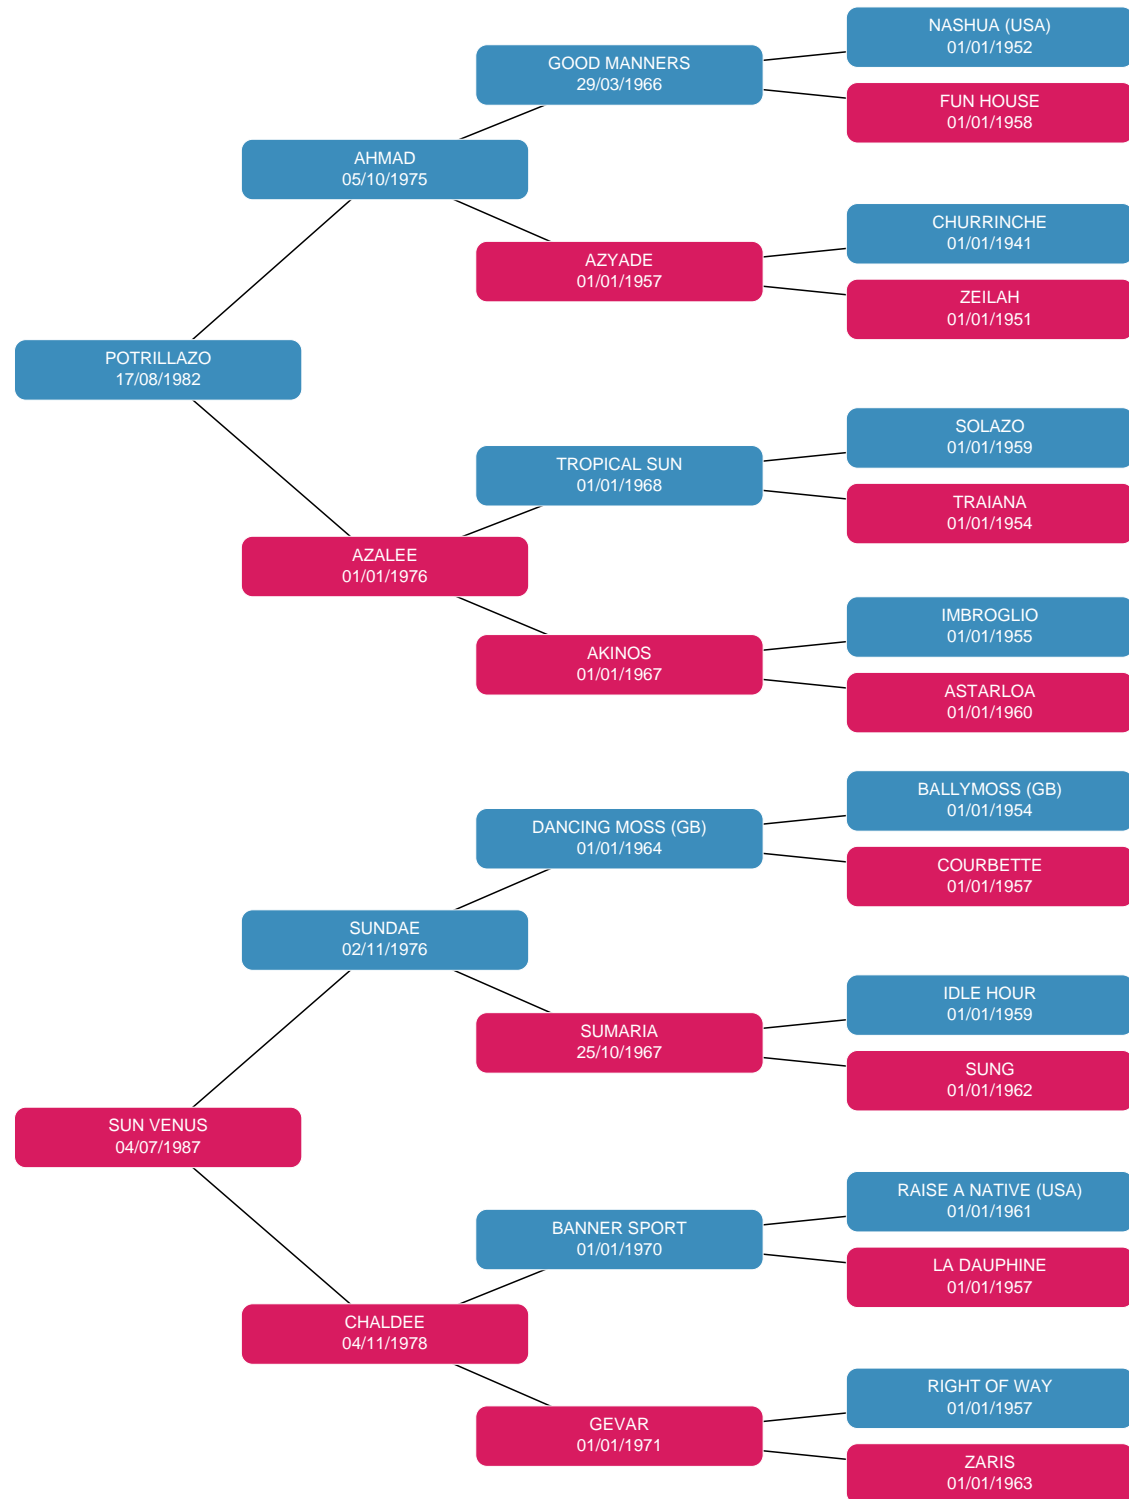 NASHUA (USA)
01/01/1952
GOOD MANNERS
29/03/1966
FUN HOUSE
01/01/1958
AHMAD
05/10/1975
CHURRINCHE
01/01/1941
AZYADE
01/01/1957
ZEILAH
01/01/1951
POTRILLAZO
17/08/1982
SOLAZO
01/01/1959
TROPICAL SUN
01/01/1968
TRAIANA
01/01/1954
AZALEE
01/01/1976
IMBROGLIO
01/01/1955
AKINOS
01/01/1967
ASTARLOA
01/01/1960
BALLYMOSS (GB)
01/01/1954
DANCING MOSS (GB)
01/01/1964
COURBETTE
01/01/1957
SUNDAE
02/11/1976
IDLE HOUR
01/01/1959
SUMARIA
25/10/1967
SUNG
01/01/1962
SUN VENUS
04/07/1987
RAISE A NATIVE (USA)
01/01/1961
BANNER SPORT
01/01/1970
LA DAUPHINE
01/01/1957
CHALDEE
04/11/1978
RIGHT OF WAY
01/01/1957
GEVAR
01/01/1971
ZARIS
01/01/1963